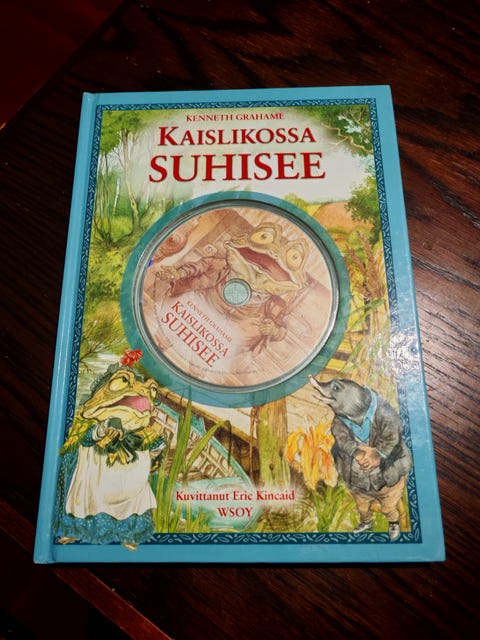 KENNETH GRAHAME
KAISLIKOSSA
SUHISEE
KENNETH GRAHAME
KAISLIKOSSA
SUHISEE
Kuvittanut Eric Kincaid
WSOY